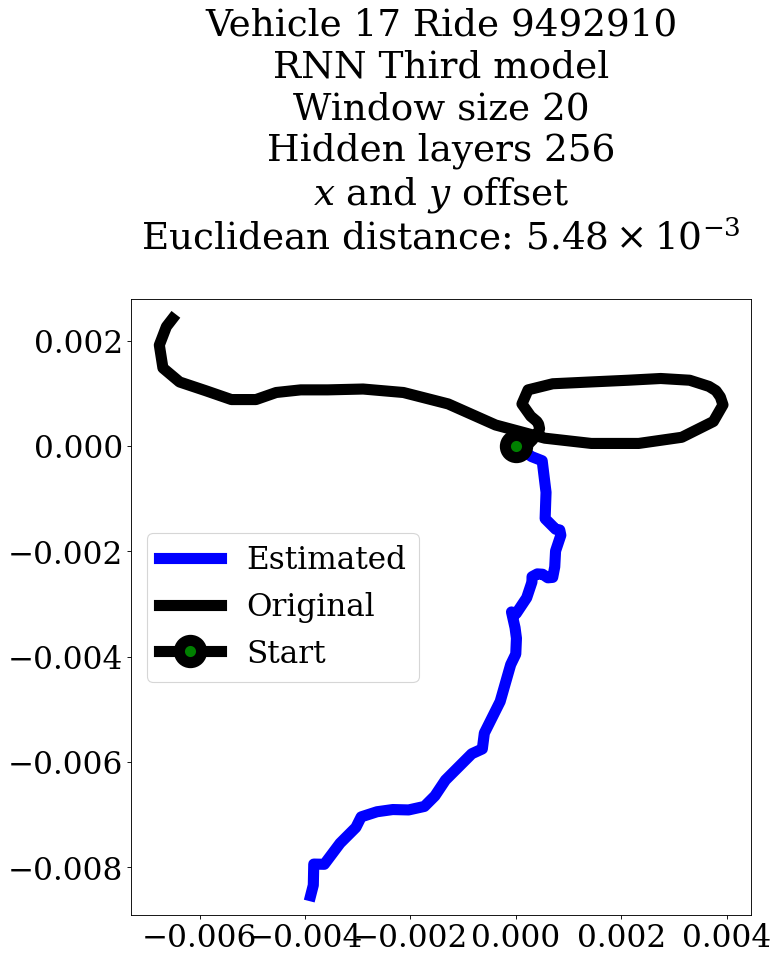 Vehicle 17 Ride 9492910
RNN Third model
Window size 20
Hidden layers 256
x and y offset
Euclidean distance: 5.48 × 10⁻³
0.002
0.000
−0.002
−0.004
−0.006
−0.008
Estimated
Original
Start
−0.006 −0.004 −0.002 0.000 0.002 0.004